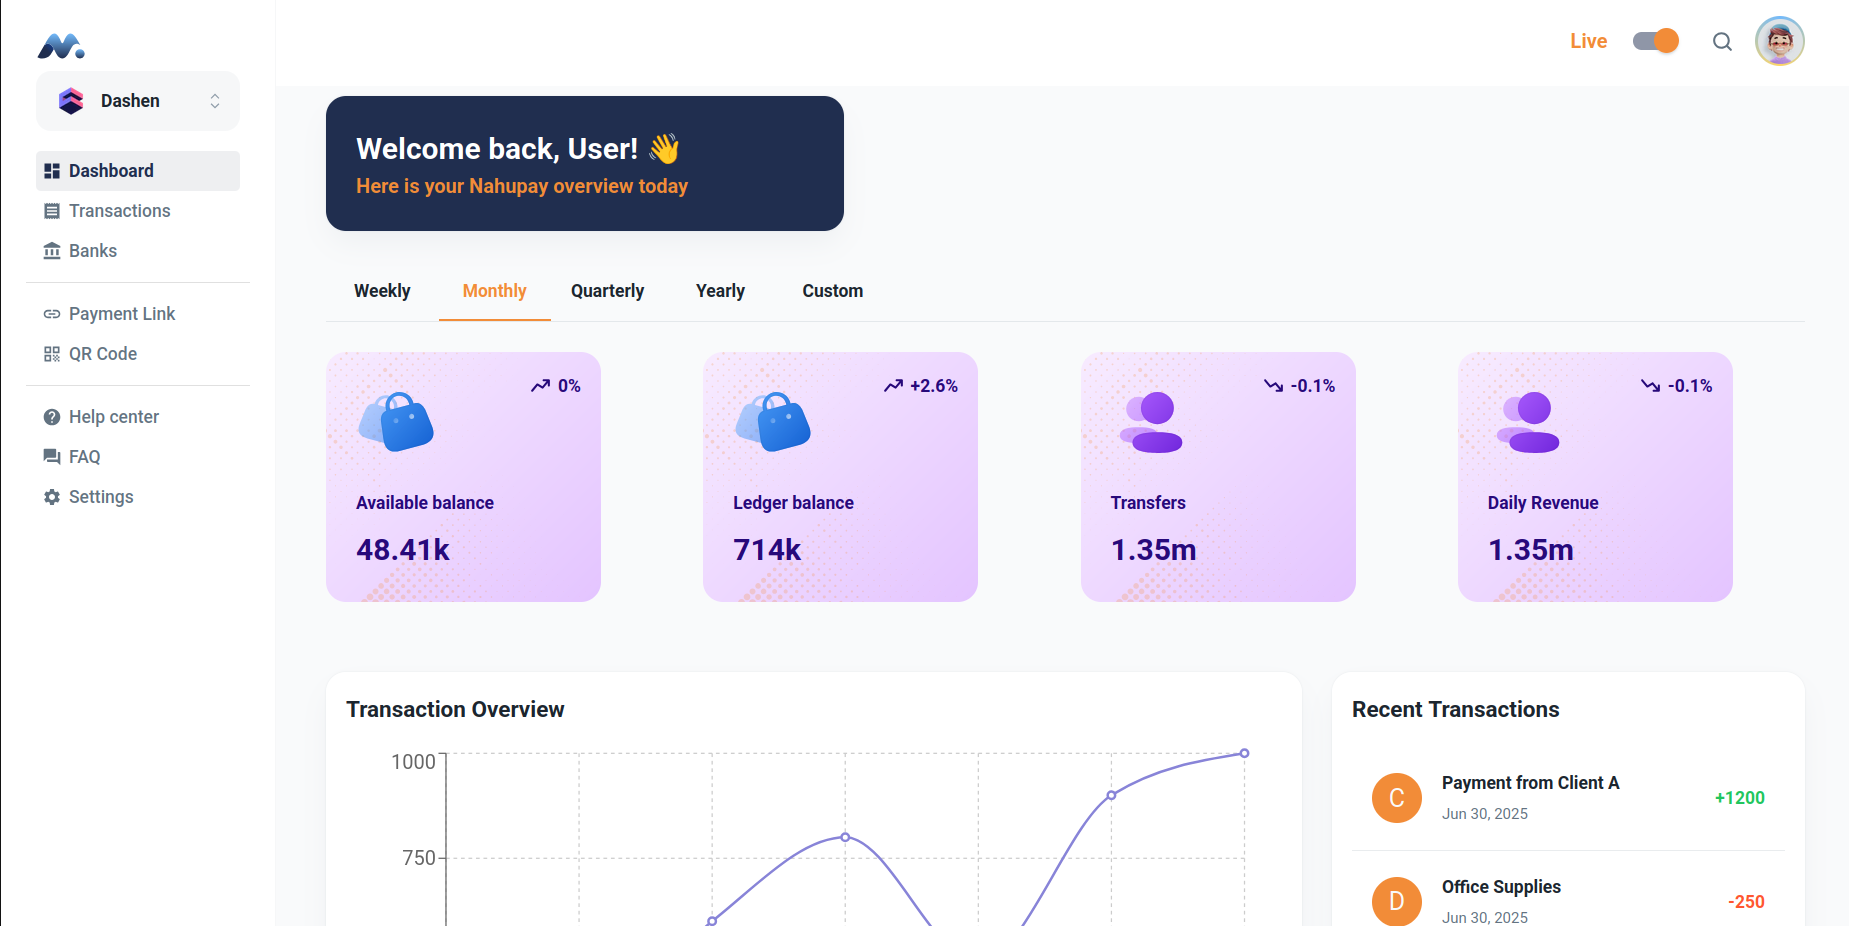 Dashen
Dashboard
Transactions
Banks
Payment Link
QR Code
Help center
FAQ
Settings
Live
Welcome back, User! 👋
Here is your Nahupay overview today
Weekly
Monthly
Quarterly
Yearly
Custom
0%
Available balance
48.41k
+2.6%
Ledger balance
714k
-0.1%
Transfers
1.35m
-0.1%
Daily Revenue
1.35m
Transaction Overview
1000
750
Recent Transactions
C
Payment from Client A
Jun 30, 2025
+1200
D
Office Supplies
Jun 30, 2025
-250